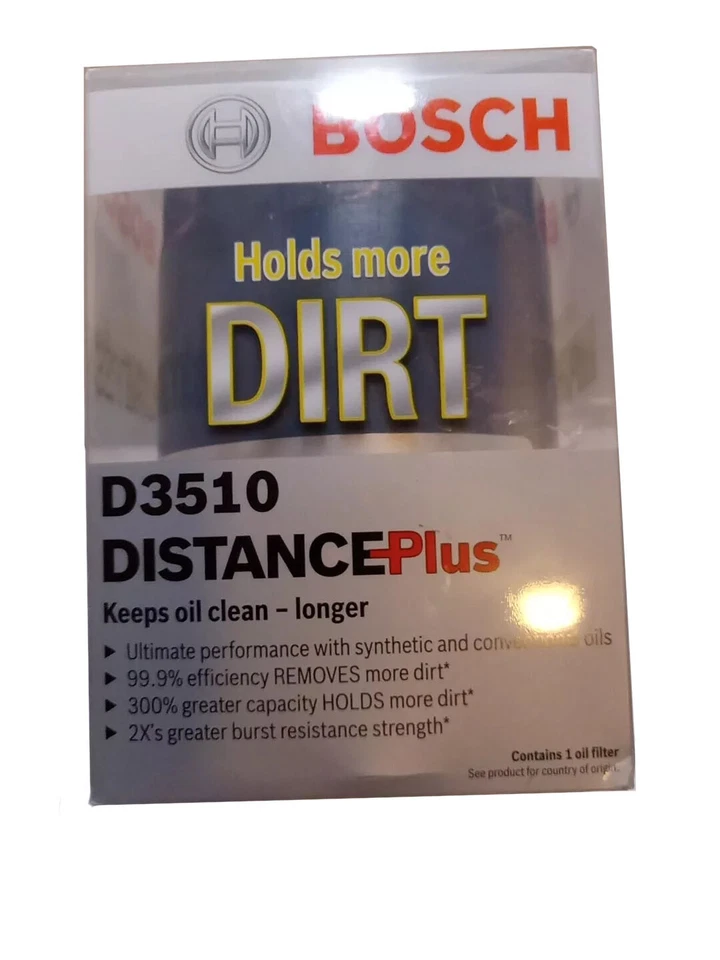 BOSCH
Holds more
DIRT
D3510
DISTANCEPlus™
Keeps oil clean – longer
▶ Ultimate performance with synthetic and oils
▶ 99.9% efficiency REMOVES more dirt*
▶ 300% greater capacity HOLDS more dirt*
▶ 2X's greater burst resistance strength*
Contains 1 oil filter
See product for country of origin.